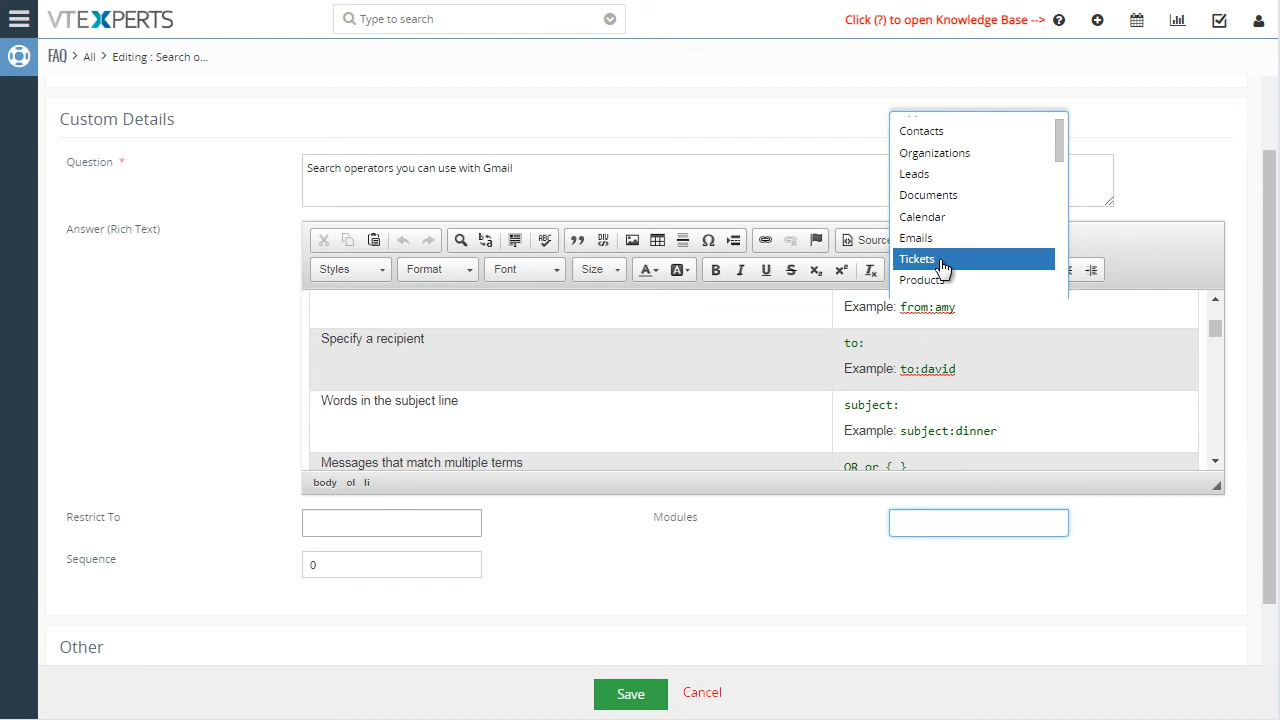 VTEXPERTS
Type to search
Click (?) to open Knowledge Base -->
FAQ > All > Editing : Search o...
Custom Details
Question *
Search operators you can use with Gmail
Answer (Rich Text)
Source
Styles
Format
Font
Size
Contacts
Organizations
Leads
Documents
Calendar
Emails
Tickets
Products
Example: from:amy
Specify a recipient
to:
Example: to:david
Words in the subject line
subject:
Example: subject:dinner
Messages that match multiple terms
OR or { }
body ol li
Restrict To
Modules
Sequence
0
Other
Save
Cancel